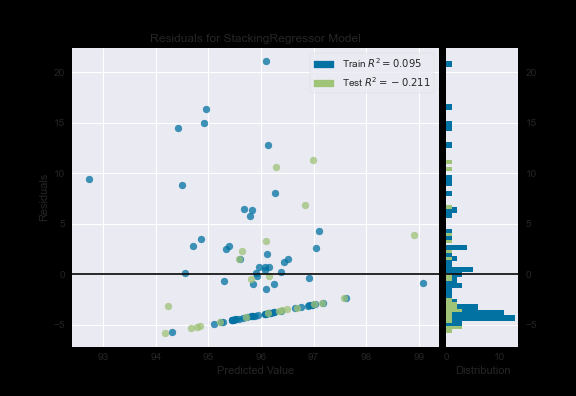 Residuals for StackingRegressor Model
Train R² = 0.095
Test R² = −0.211
20
15
10
5
0
−5
Residuals
93 94 95 96 97 98 99
Predicted Value
20
15
10
5
0
−5
0 10
Distribution